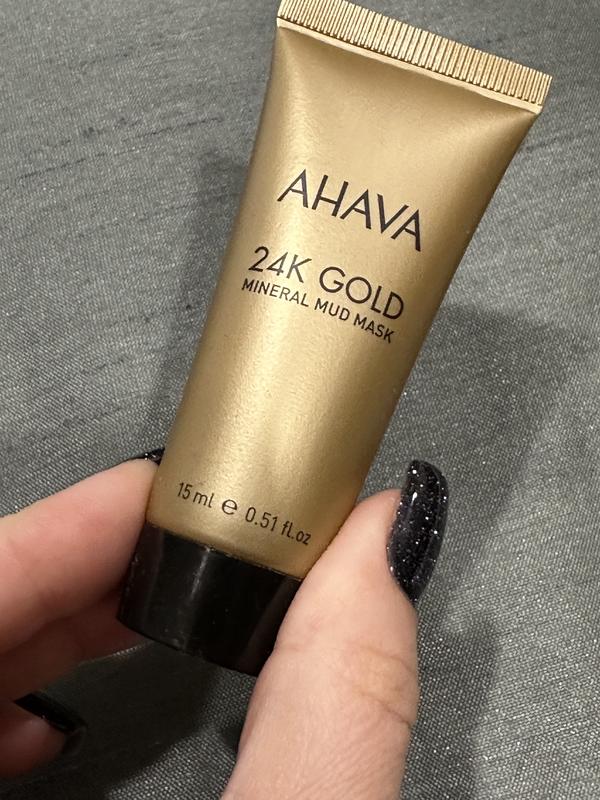 AHAVA
24K GOLD
MINERAL MUD MASK
15 ml ℮ 0.51 fl.oz